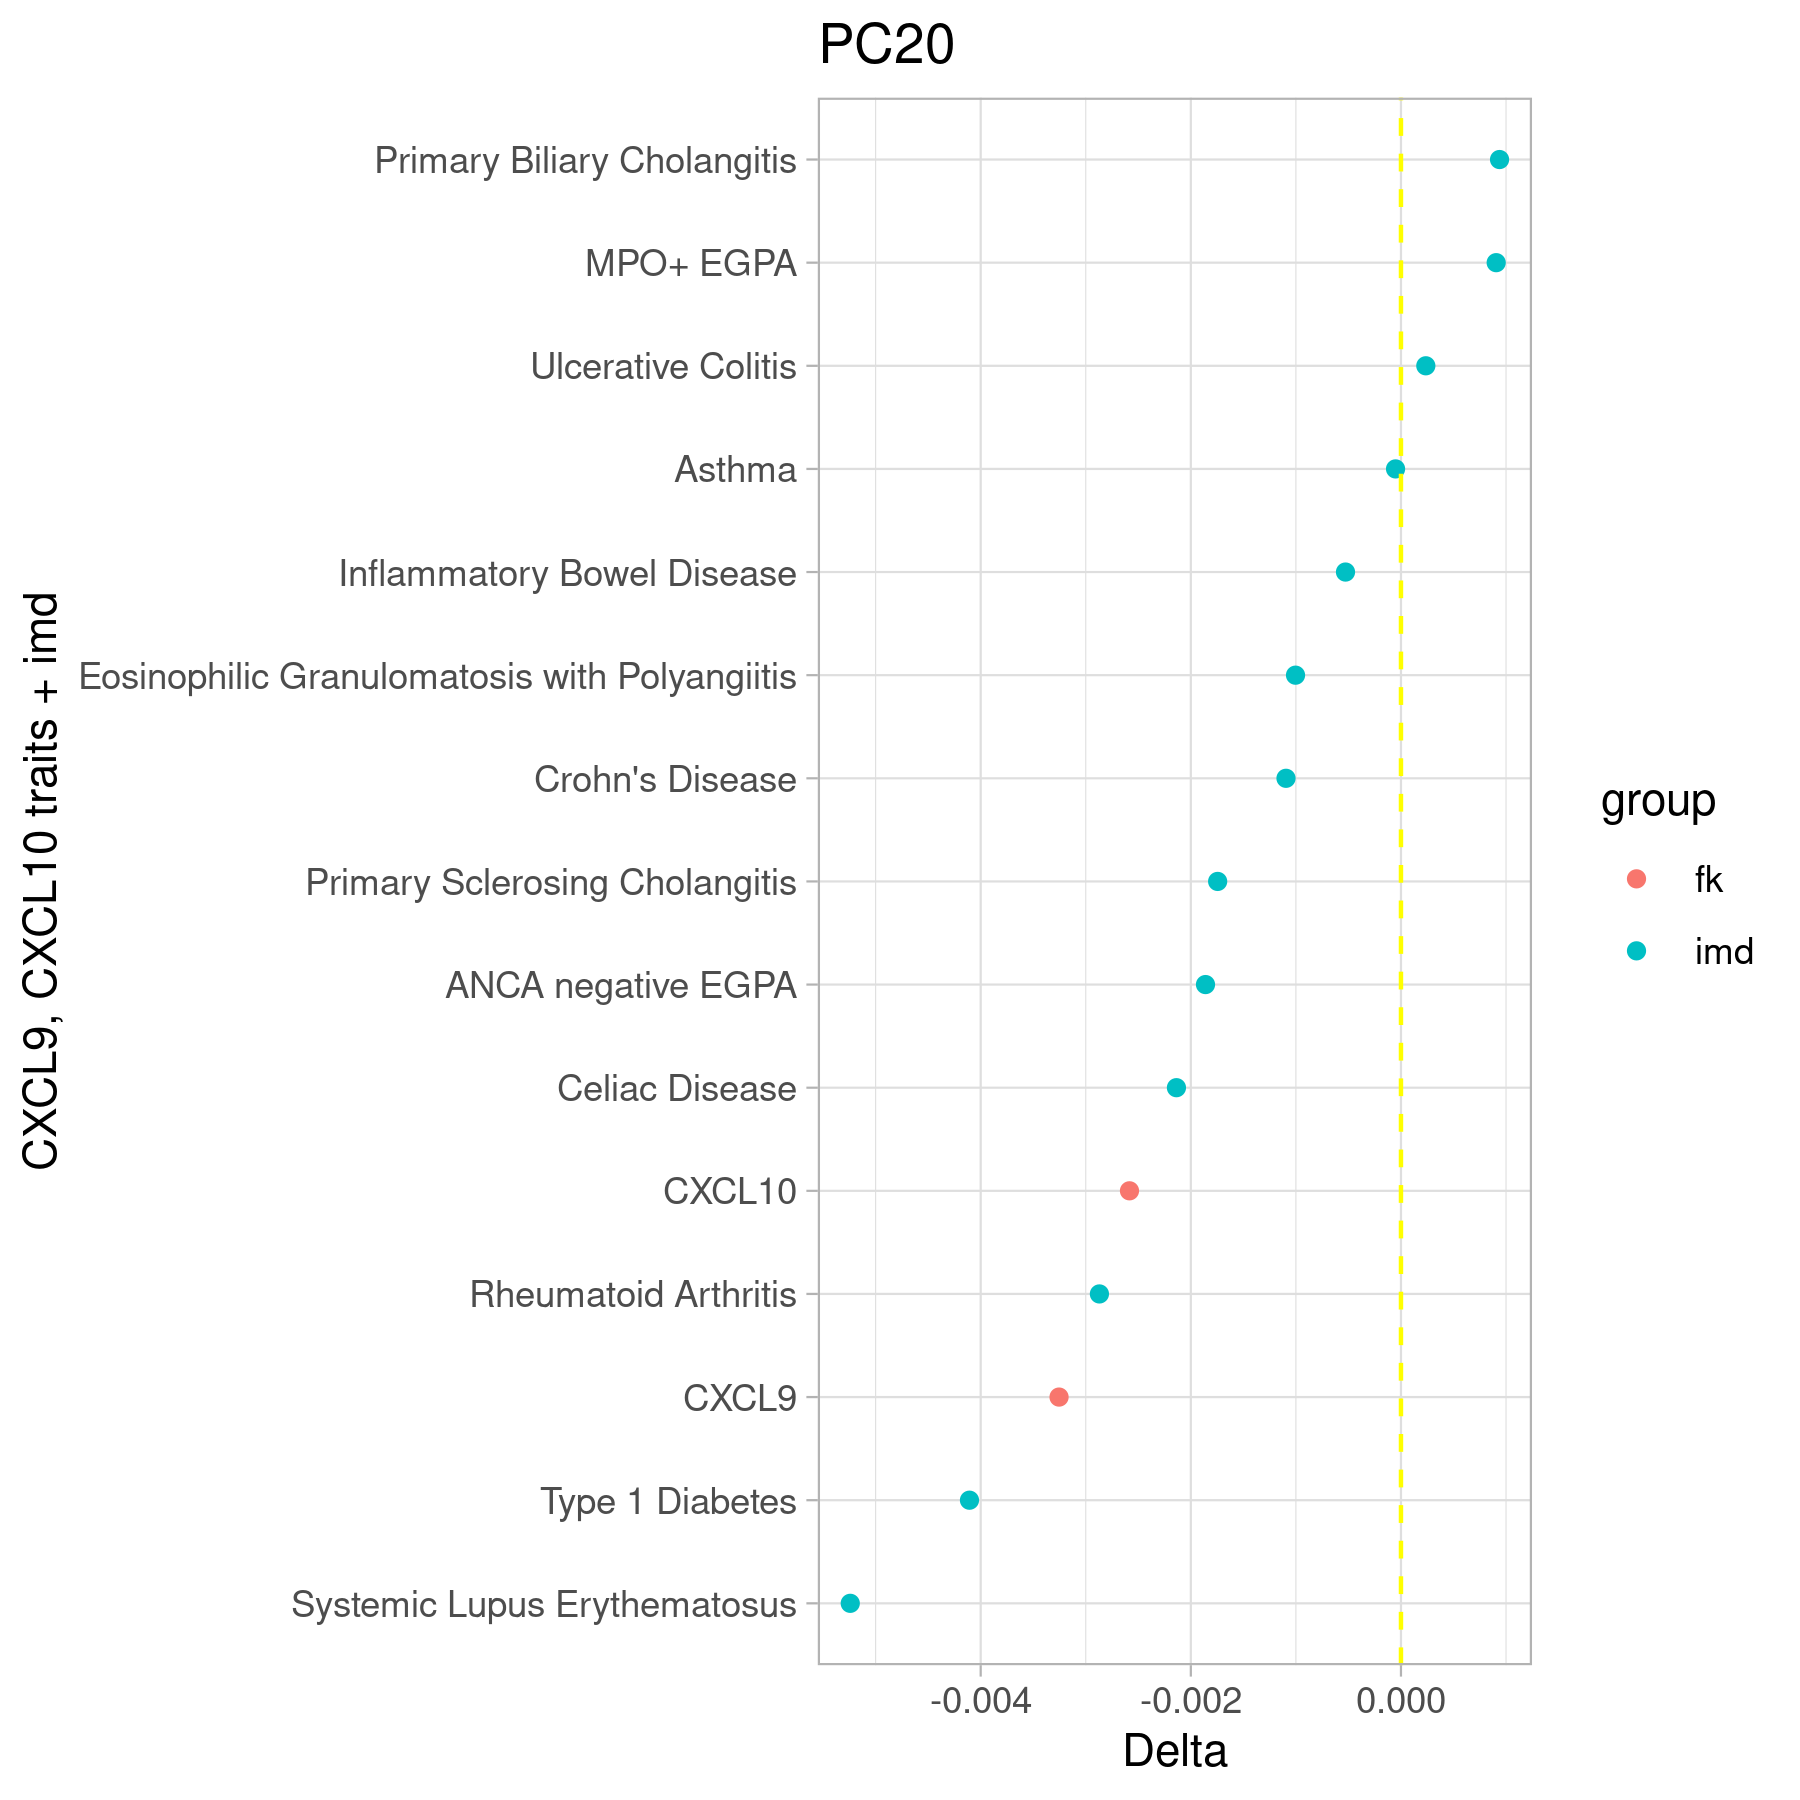 PC20
CXCL9, CXCL10 traits + imd
Primary Biliary Cholangitis
MPO+ EGPA
Ulcerative Colitis
Asthma
Inflammatory Bowel Disease
Eosinophilic Granulomatosis with Polyangiitis
Crohn's Disease
Primary Sclerosing Cholangitis
ANCA negative EGPA
Celiac Disease
CXCL10
Rheumatoid Arthritis
CXCL9
Type 1 Diabetes
Systemic Lupus Erythematosus
-0.004 -0.002 0.000
Delta
group
fk
imd